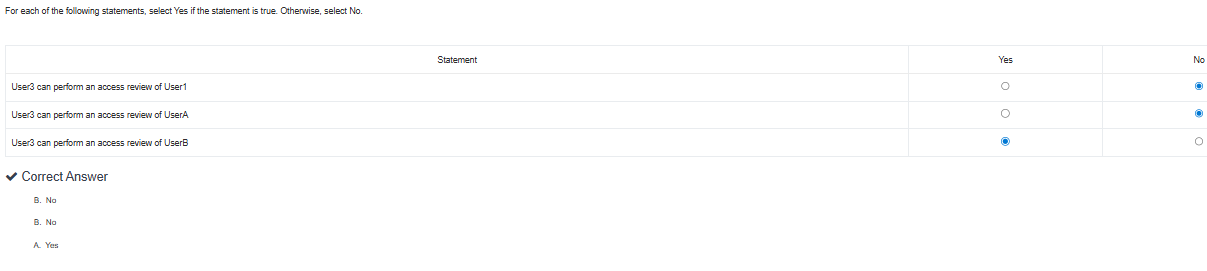 For each of the following statements, select Yes if the statement is true. Otherwise, select No.
Statement Yes No
User3 can perform an access review of User1
User3 can perform an access review of UserA
User3 can perform an access review of UserB
Correct Answer
B. No
B. No
A. Yes